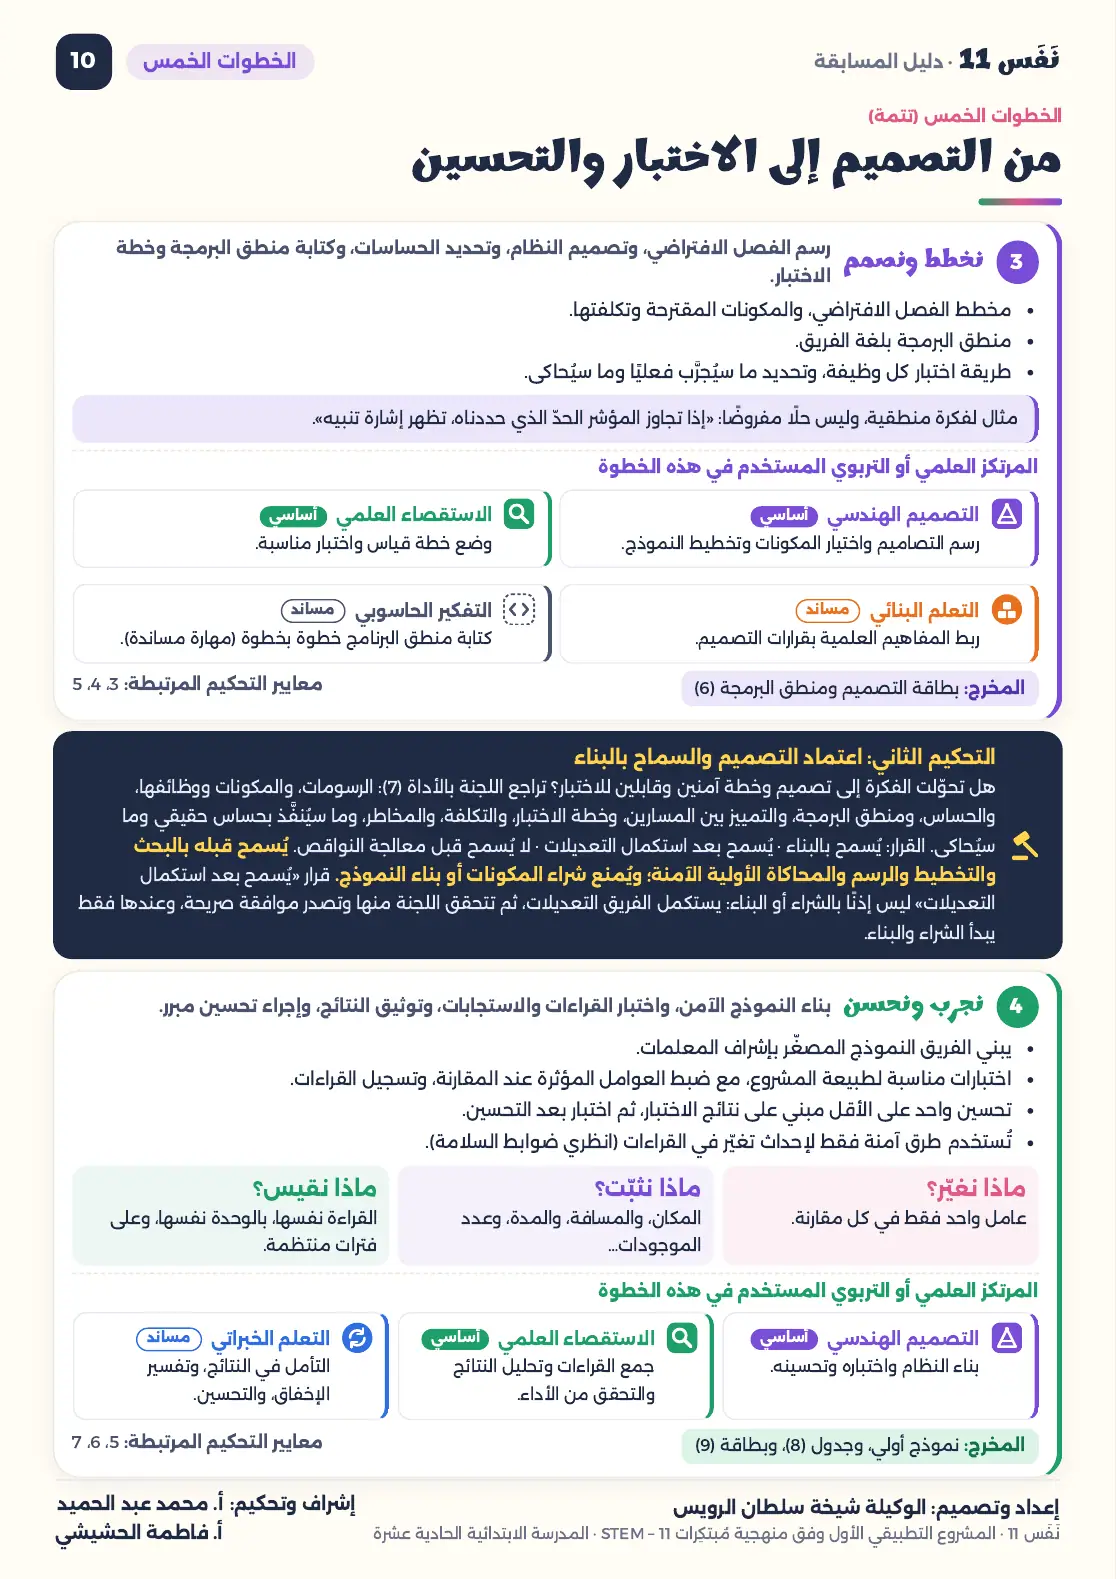 نَفَس 11 · دليل المسابقة
الخطوات الخمس
10
الخطوات الخمس (تتمة)
من التصميم إلى الاختبار والتحسين
3
نخطط ونصمم
رسم الفصل الافتراضي، وتصميم النظام، وتحديد الحساسات، وكتابة منطق البرمجة وخطة
الاختبار.
• مخطط الفصل الافتراضي، والمكونات المقترحة وتكلفتها.
• منطق البرمجة بلغة الفريق.
• طريقة اختبار كل وظيفة، وتحديد ما سيُجرَّب فعليًا وما سيُحاكى.
مثال لفكرة منطقية، وليس حلًا مفروضًا: «إذا تجاوز المؤشر الحدّ الذي حددناه، تظهر إشارة تنبيه».
المرتكز العلمي أو التربوي المستخدم في هذه الخطوة
التصميم الهندسي أساسي
رسم التصاميم واختيار المكونات وتخطيط النموذج.
الاستقصاء العلمي أساسي
وضع خطة قياس واختبار مناسبة.
التعلم البنائي مساند
ربط المفاهيم العلمية بقرارات التصميم.
التفكير الحاسوبي مساند
كتابة منطق البرنامج خطوة بخطوة (مهارة مساندة).
المخرج: بطاقة التصميم ومنطق البرمجة (6)
معايير التحكيم المرتبطة: 3، 4، 5
التحكيم الثاني: اعتماد التصميم والسماح بالبناء
هل تحوّلت الفكرة إلى تصميم وخطة آمنين وقابلين للاختبار؟ تراجع اللجنة بالأداة (7): الرسومات، والمكونات ووظائفها،
والحساس، ومنطق البرمجة، والتمييز بين المسارين، وخطة الاختبار، والتكلفة، والمخاطر، وما سيُنفَّذ بحساس حقيقي وما
سيُحاكى. القرار: يُسمح بالبناء · يُسمح بعد استكمال التعديلات · لا يُسمح قبل معالجة النواقص. يُسمح قبله بالبحث
والتخطيط والرسم والمحاكاة الأولية الآمنة؛ ويُمنع شراء المكونات أو بناء النموذج. قرار «يُسمح بعد استكمال
التعديلات» ليس إذنًا بالشراء أو البناء: يستكمل الفريق التعديلات، ثم تتحقق اللجنة منها وتصدر موافقة صريحة، وعندها فقط
يبدأ الشراء والبناء.
4
نجرب ونحسن
بناء النموذج الآمن، واختبار القراءات والاستجابات، وتوثيق النتائج، وإجراء تحسين مبرر.
• يبني الفريق النموذج المصغّر بإشراف المعلمات.
• اختبارات مناسبة لطبيعة المشروع، مع ضبط العوامل المؤثرة عند المقارنة، وتسجيل القراءات.
• تحسين واحد على الأقل مبني على نتائج الاختبار، ثم اختبار بعد التحسين.
• تُستخدم طرق آمنة فقط لإحداث تغيّر في القراءات (انظري ضوابط السلامة).
ماذا نغيّر؟
عامل واحد فقط في كل مقارنة.
ماذا نثبّت؟
المكان، والمسافة، والمدة، وعدد
الموجودات...
ماذا نقيس؟
القراءة نفسها، بالوحدة نفسها، وعلى
فترات منتظمة.
المرتكز العلمي أو التربوي المستخدم في هذه الخطوة
التصميم الهندسي أساسي
بناء النظام واختباره وتحسينه.
الاستقصاء العلمي أساسي
جمع القراءات وتحليل النتائج
والتحقق من الأداء.
التعلم الخبراتي مساند
التأمل في النتائج، وتفسير
الإخفاق، والتحسين.
المخرج: نموذج أولي، وجدول (8)، وبطاقة (9)
معايير التحكيم المرتبطة: 5، 6، 7
إعداد وتصميم: الوكيلة شيخة سلطان الرويس
نَفَس 11 · المشروع التطبيقي الأول وفق منهجية مُبتكِرات 11 – STEM · المدرسة الابتدائية الحادية عشرة
إشراف وتحكيم: أ. محمد عبد الحميد
أ. فاطمة الحشيشي